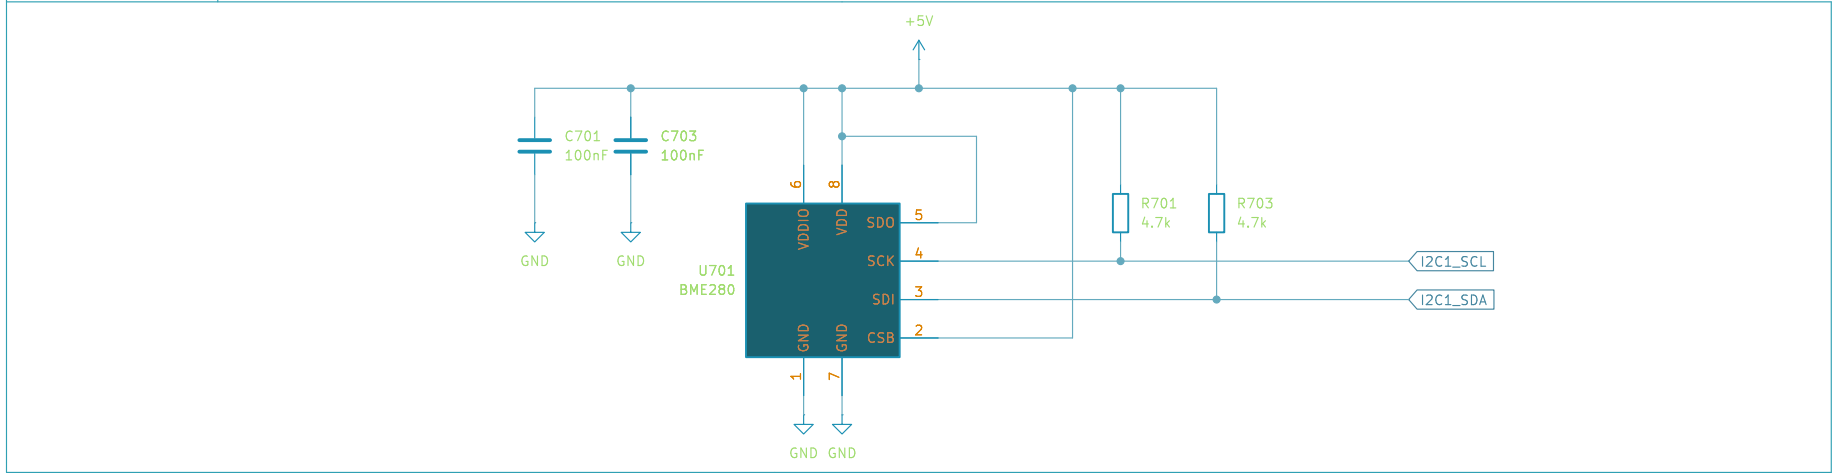 +5V
C701
100nF
C703
100nF
6
8
VDDIO
VDD
SDO
5
R701
4.7k
R703
4.7k
GND
GND
SCK
4
I2C1_SCL
U701
BME280
SDI
3
I2C1_SDA
GND
GND
CSB
2
1
7
GND
GND